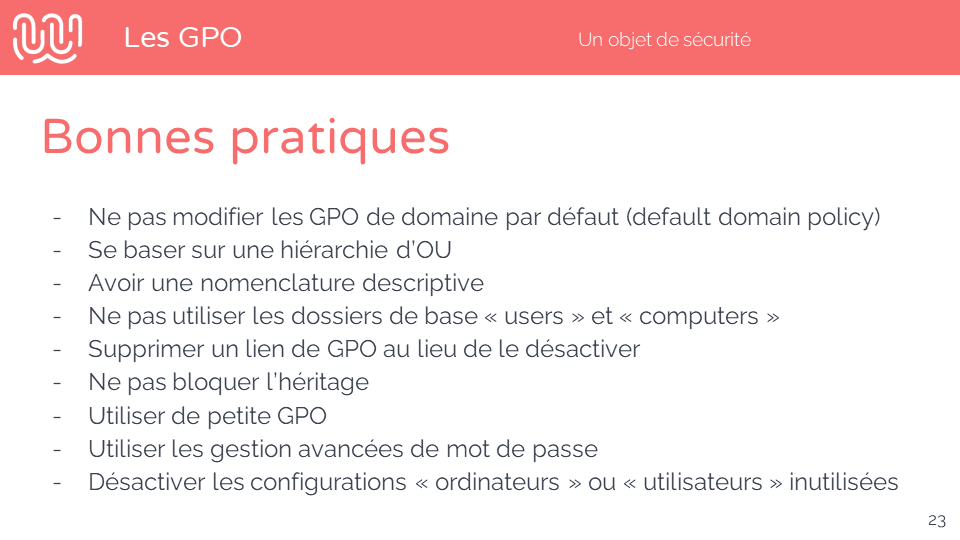 Les GPO
Un objet de sécurité
Bonnes pratiques
- Ne pas modifier les GPO de domaine par défaut (default domain policy)
- Se baser sur une hiérarchie d’OU
- Avoir une nomenclature descriptive
- Ne pas utiliser les dossiers de base « users » et « computers »
- Supprimer un lien de GPO au lieu de le désactiver
- Ne pas bloquer l’héritage
- Utiliser de petite GPO
- Utiliser les gestion avancées de mot de passe
- Désactiver les configurations « ordinateurs » ou « utilisateurs » inutilisées
23